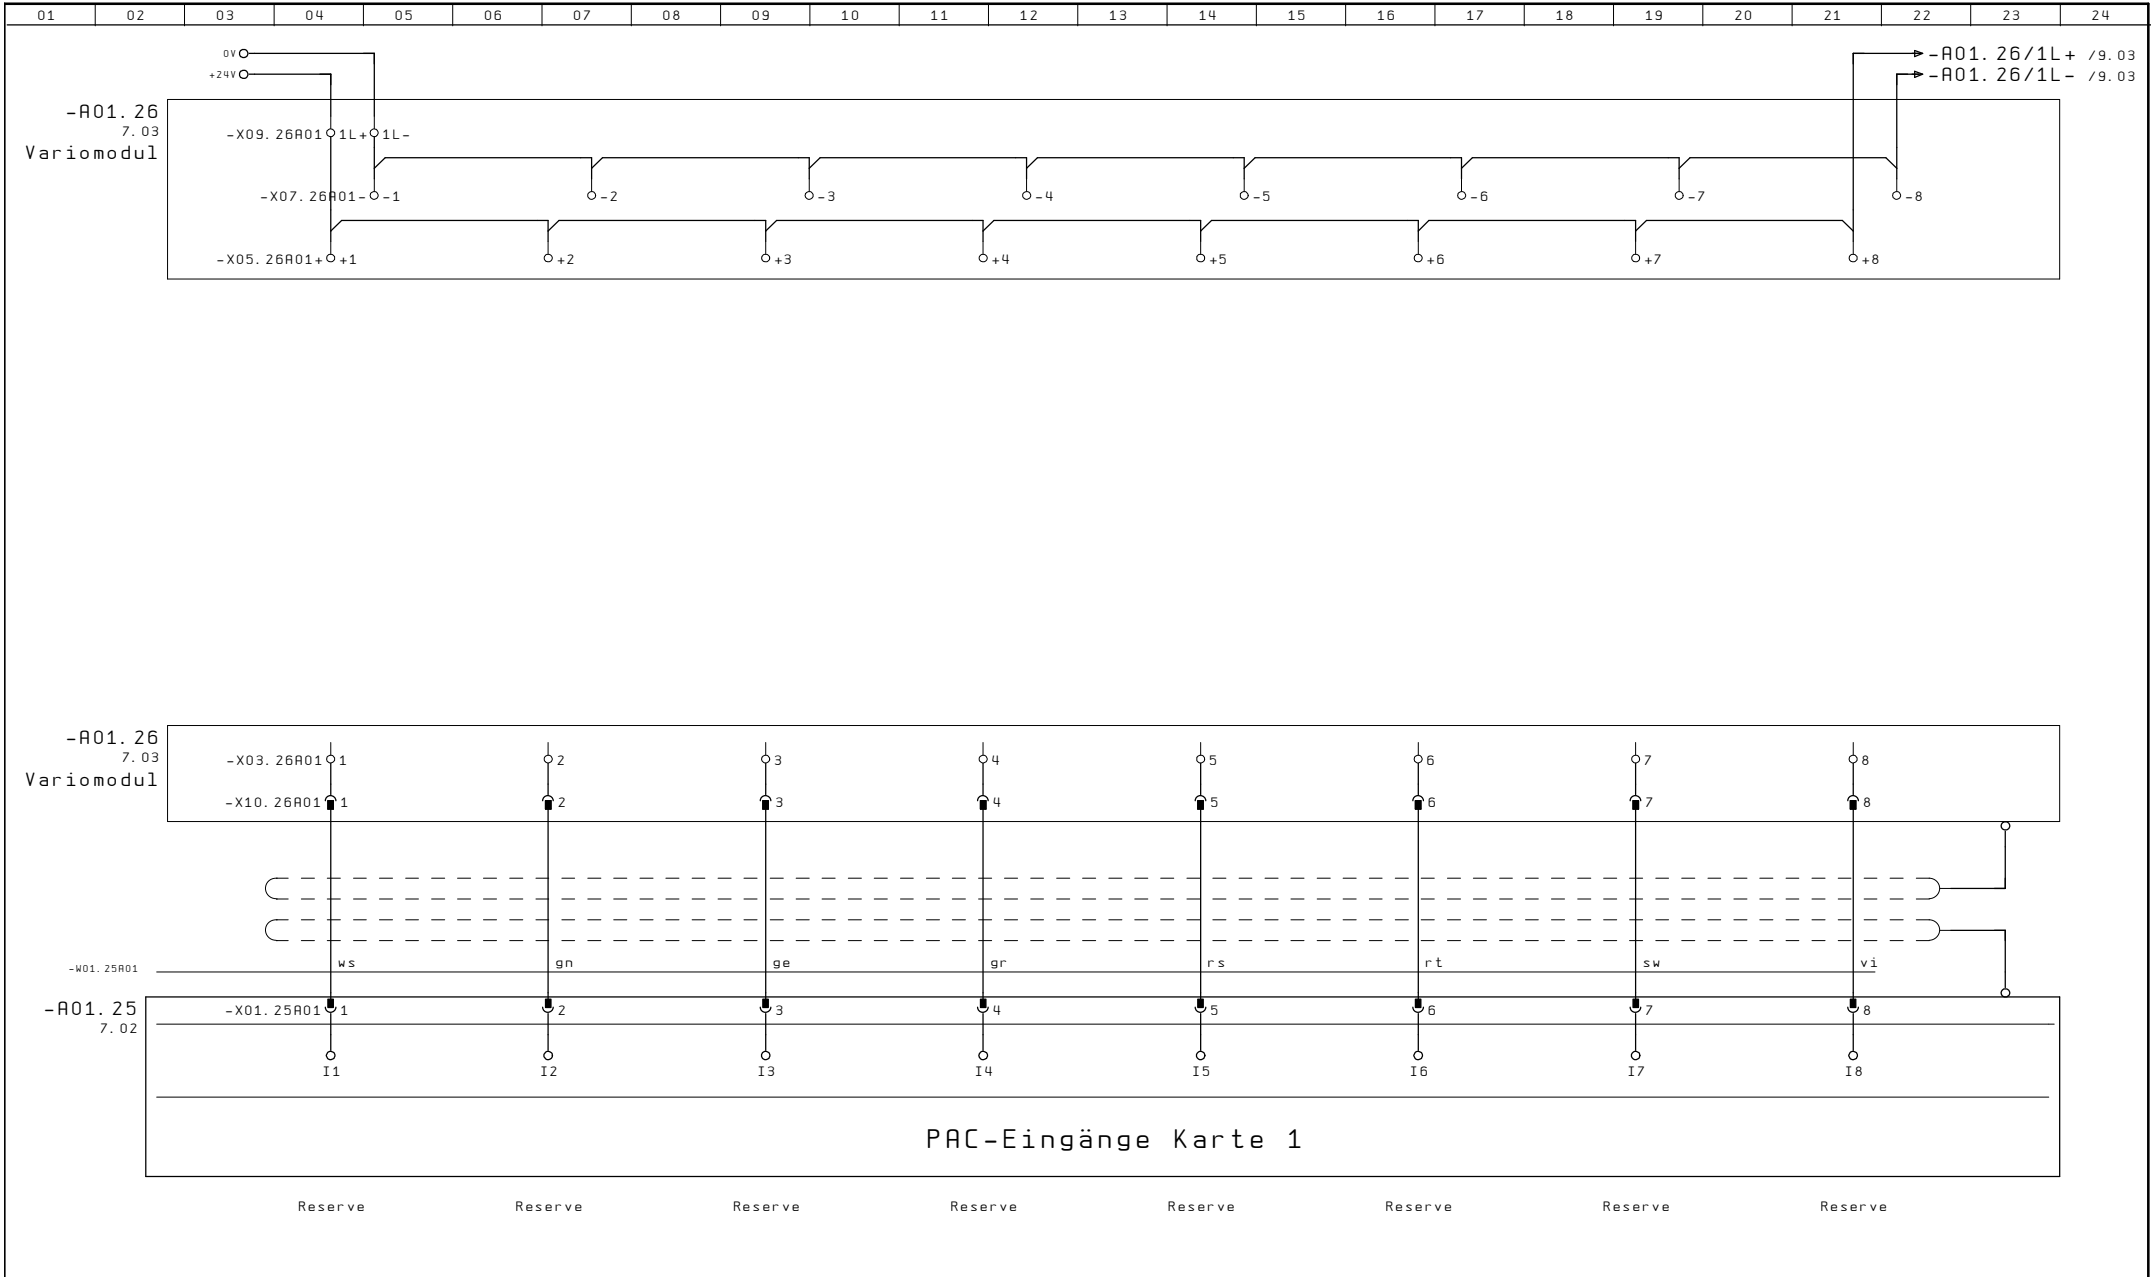 01 02 03 04 05 06 07 08 09 10 11 12 13 14 15 16 17 18 19 20 21 22 23 24
0V
-A01.26/1L+ /9.03
+24V
-A01.26/1L- /9.03
-A01.26
7.03
Variomodul
-X09.26A01 1L+ 1L-
-X07.26A01- -1 -2 -3 -4 -5 -6 -7 -8
-X05.26A01+ +1 +2 +3 +4 +5 +6 +7 +8
-A01.26
7.03
Variomodul
-X03.26A01 1 2 3 4 5 6 7 8
-X10.26A01 1 2 3 4 5 6 7 8
ws gn ge gr rs rt sw vi
-W01.25A01
-A01.25
7.02
-X01.25A01 1 2 3 4 5 6 7 8
I1 I2 I3 I4 I5 I6 I7 I8
PAC-Eingänge Karte 1
Reserve Reserve Reserve Reserve Reserve Reserve Reserve Reserve